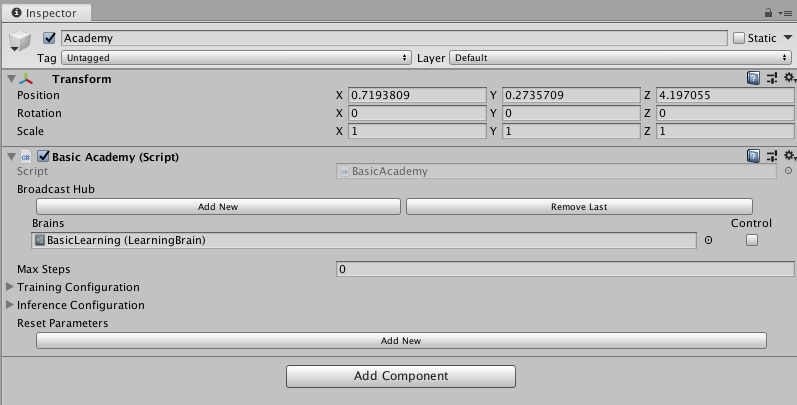 Inspector
Academy Static
Tag Untagged Layer Default
Transform
Position X 0.7193809 Y 0.2735709 Z 4.197055
Rotation X 0 Y 0 Z 0
Scale X 1 Y 1 Z 1
C# Basic Academy (Script)
Script BasicAcademy
Broadcast Hub
Add New Remove Last
Brains Control
BasicLearning (LearningBrain)
Max Steps 0
Training Configuration
Inference Configuration
Reset Parameters
Add New
Add Component